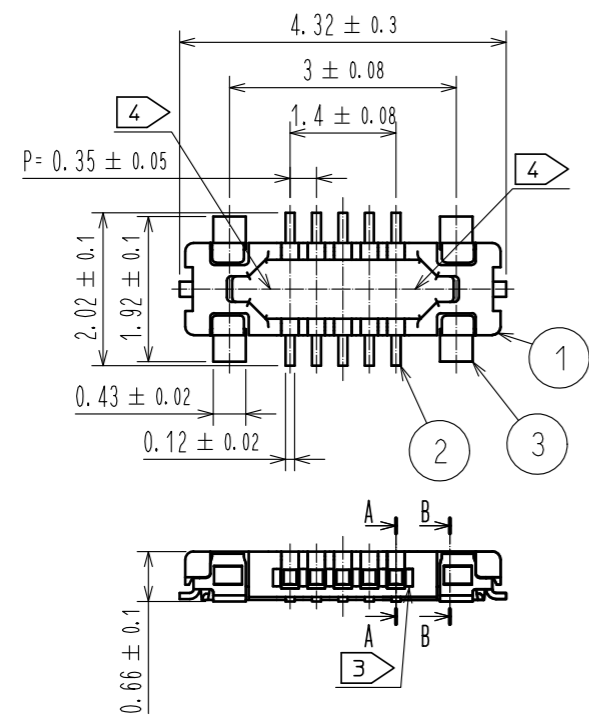 4.32 ± 0.3
3 ± 0.08
4
1.4 ± 0.08
4
P= 0.35 ± 0.05
2.02 ± 0.1
1.92 ± 0.1
1
0.43 ± 0.02
0.12 ± 0.02
2
3
A B
A B
3
0.66 ± 0.1